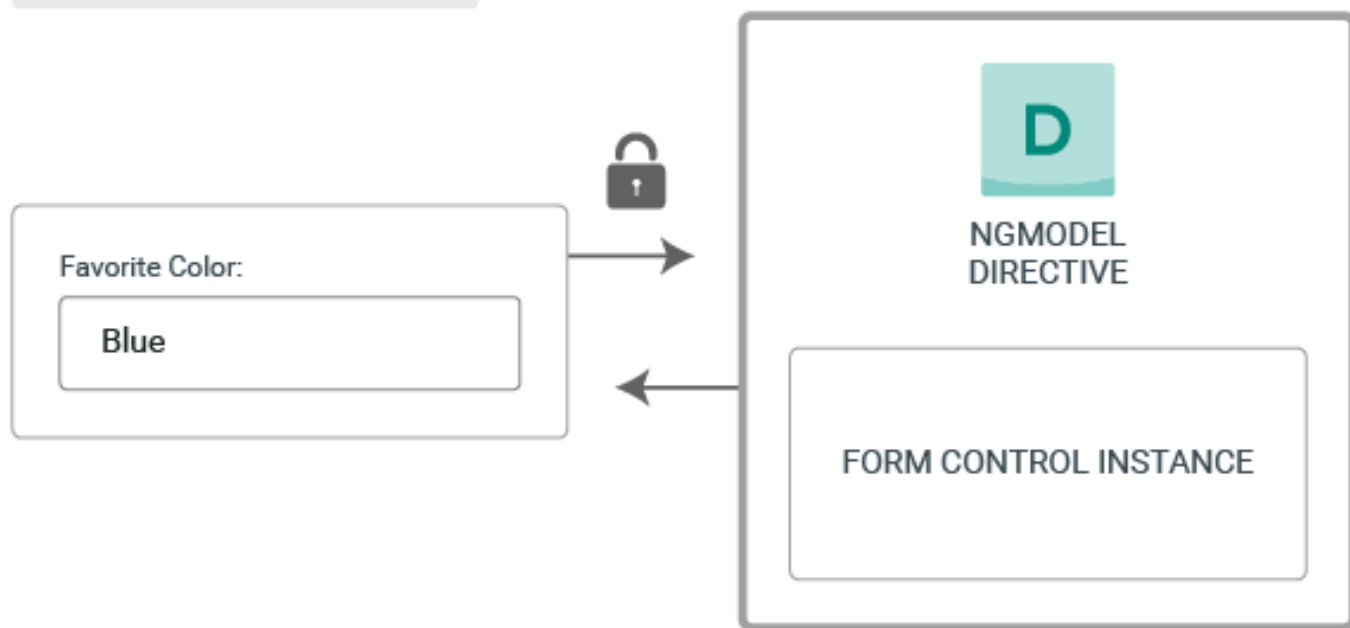 Favorite Color:
Blue
D
NGMODEL
DIRECTIVE
FORM CONTROL INSTANCE